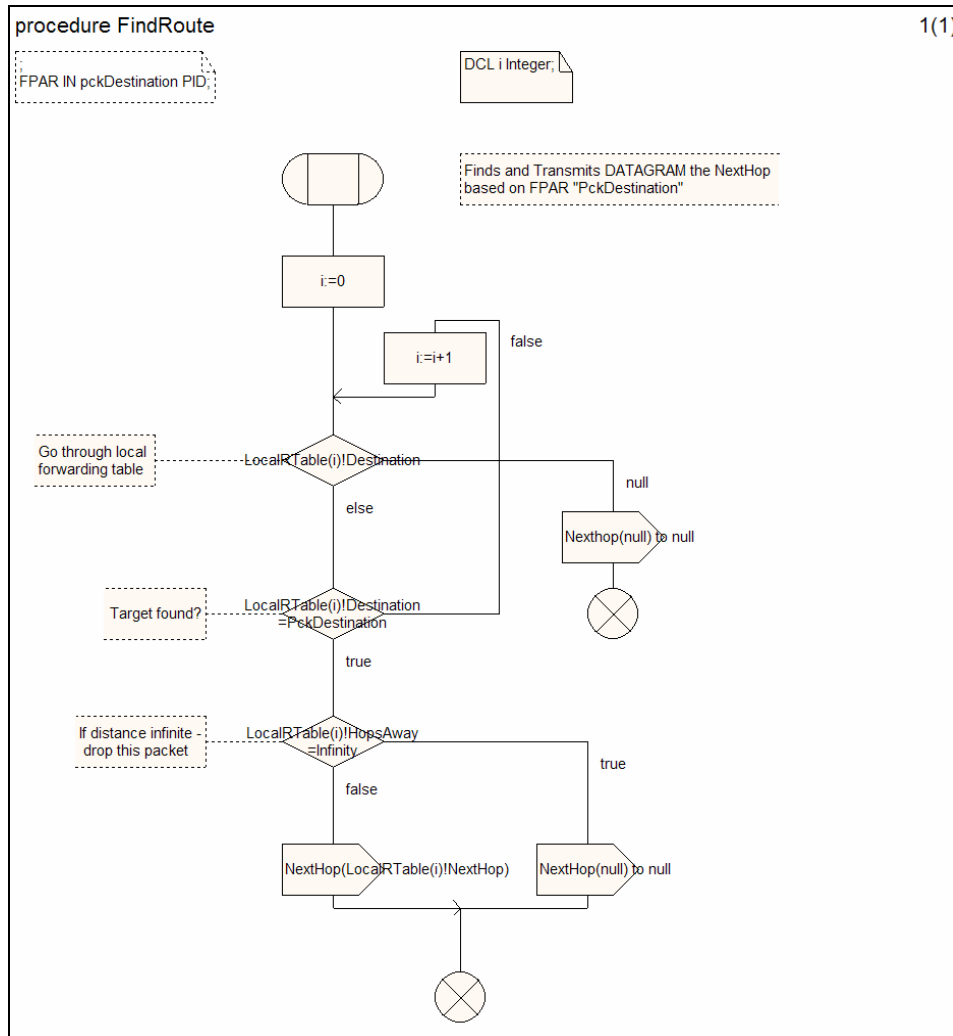 procedure FindRoute
1(1)
;
FPAR IN pckDestination PID;
DCL i Integer;
Finds and Transmits DATAGRAM the NextHop
based on FPAR "PckDestination"
i:=0
false
i:=i+1
Go through local
forwarding table
LocalRTable(i)!Destination
null
else
Nexthop(null) to null
Target found?
LocalRTable(i)!Destination
=PckDestination
true
If distance infinite -
drop this packet
LocalRTable(i)!HopsAway
=Infinity
true
false
NextHop(LocalRTable(i)!NextHop)
NextHop(null) to null